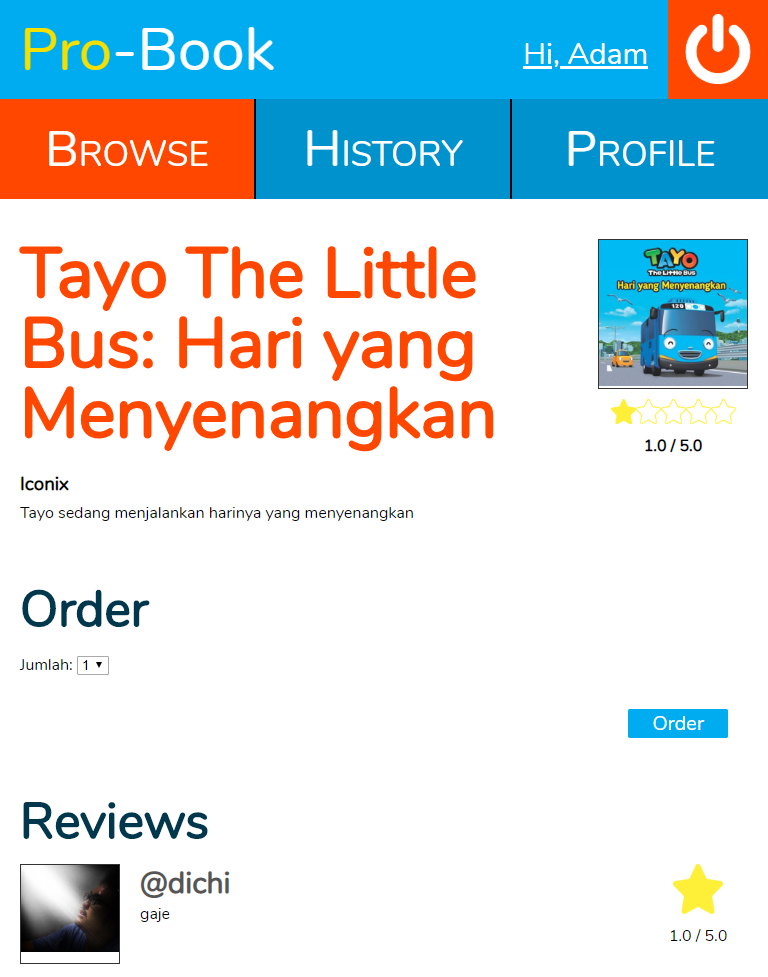 Pro-Book
Hi, Adam
Browse
History
Profile
Tayo The Little
Bus: Hari yang
Menyenangkan
TAYO
THE LITTLE BUS
Hari yang Menyenangkan
120
1.0 / 5.0
Iconix
Tayo sedang menjalankan harinya yang menyenangkan
Order
Jumlah: 1
Order
Reviews
@dichi
gaje
1.0 / 5.0